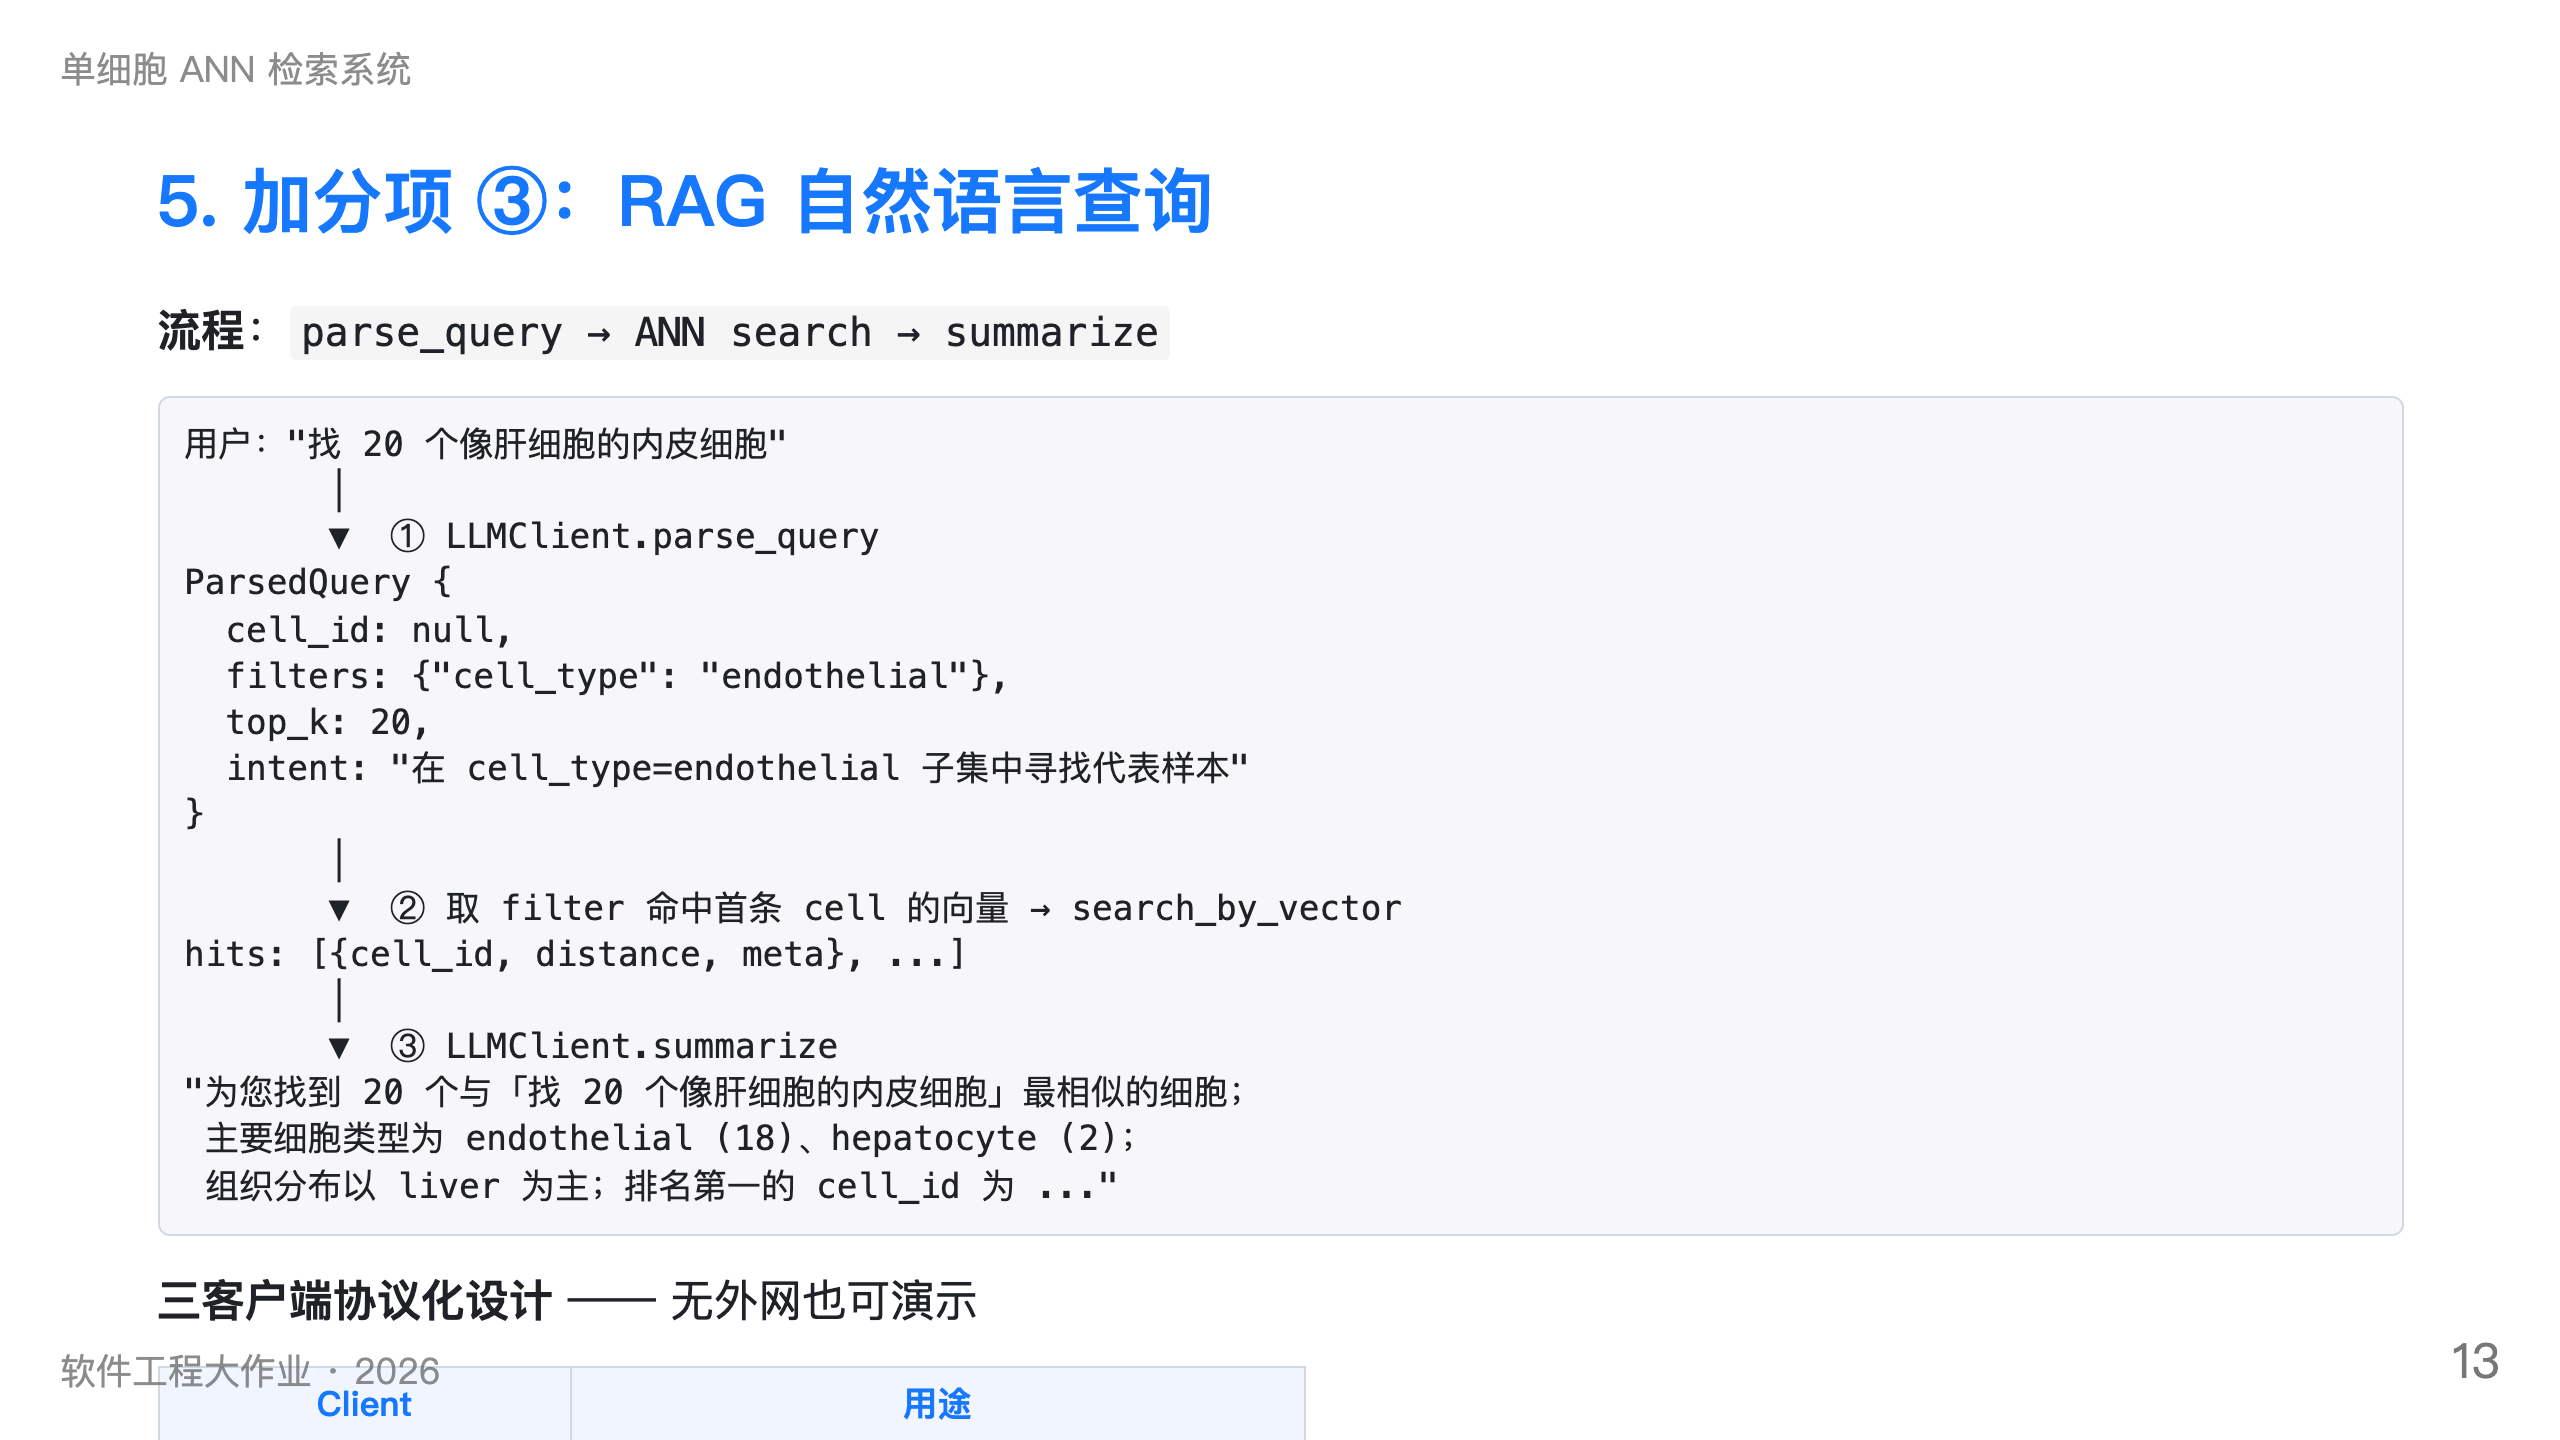 单细胞 ANN 检索系统
5. 加分项 ③：RAG 自然语言查询
流程： parse_query → ANN search → summarize
用户："找 20 个像肝细胞的内皮细胞"
│
▼ ① LLMClient.parse_query
ParsedQuery {
  cell_id: null,
  filters: {"cell_type": "endothelial"},
  top_k: 20,
  intent: "在 cell_type=endothelial 子集中寻找代表样本"
}
│
▼ ② 取 filter 命中首条 cell 的向量 → search_by_vector
hits: [{cell_id, distance, meta}, ...]
│
▼ ③ LLMClient.summarize
"为您找到 20 个与「找 20 个像肝细胞的内皮细胞」最相似的细胞；
主要细胞类型为 endothelial (18)、hepatocyte (2)；
组织分布以 liver 为主；排名第一的 cell_id 为 ..."
三客户端协议化设计 —— 无外网也可演示
Client 用途
软件工程大作业 · 2026
13